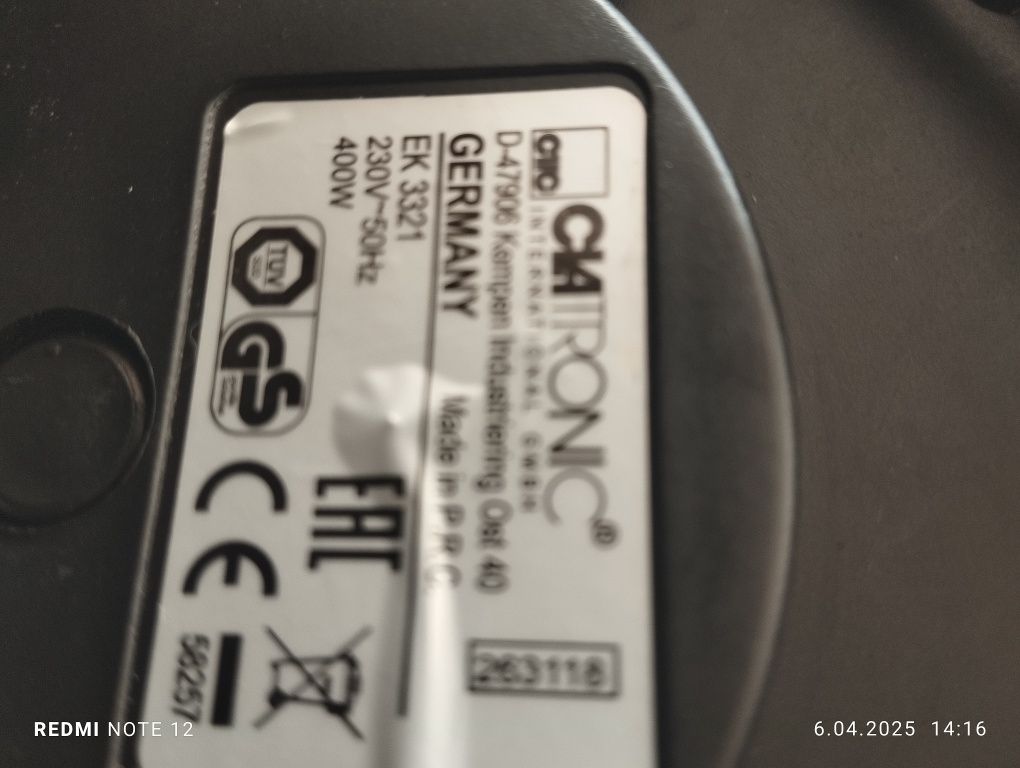 CTC
CLATRONIC®
INTERNATIONAL GMBH
D-47906 Kempen Industriering Ost 40
GERMANY Made in P.R.C.
263118
EK 3321
230V~50Hz
400W
EAC
TÜV
GS
CE
58257
REDMI NOTE 12
6.04.2025 14:16